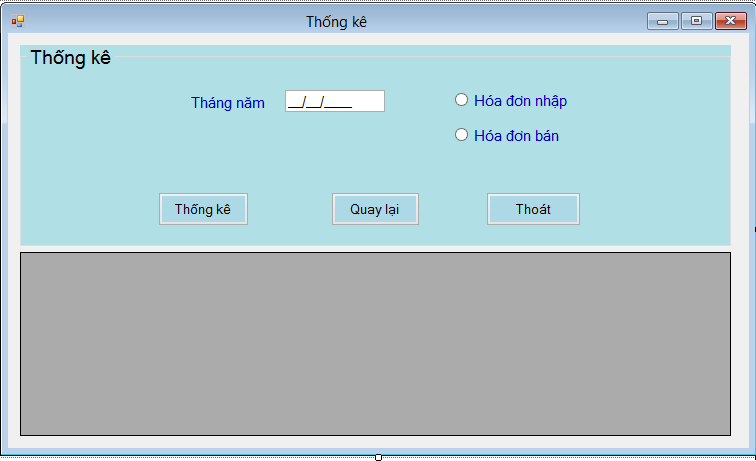 Thống kê
Thống kê
Tháng năm __/__/____ Hóa đơn nhập
Hóa đơn bán
Thống kê Quay lại Thoát